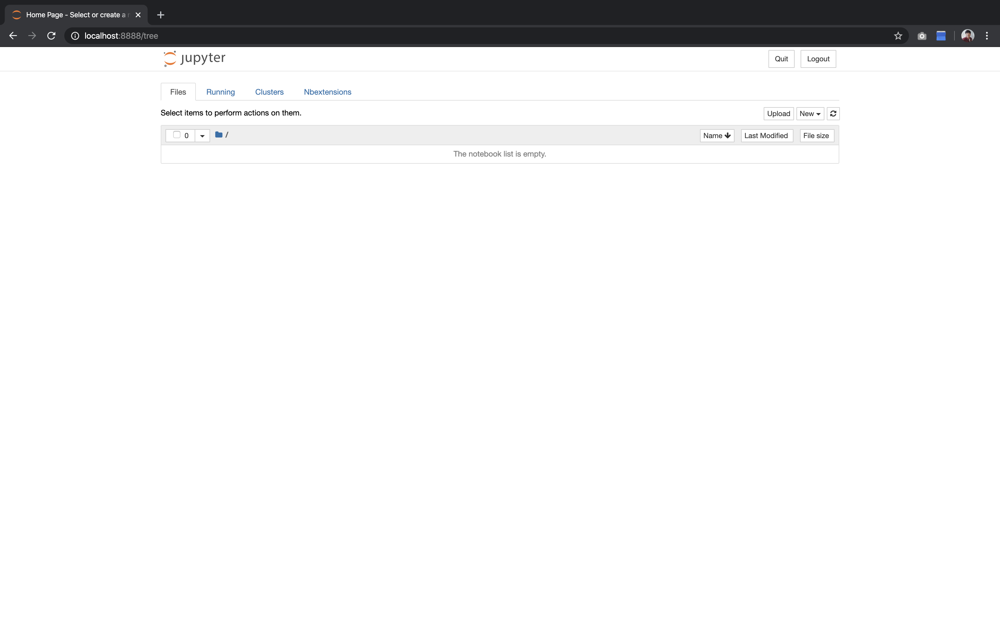 Home Page - Select or create a
localhost:8888/tree
jupyter
Quit
Logout
Files
Running
Clusters
Nbextensions
Select items to perform actions on them.
Upload
New
0
/
Name
Last Modified
File size
The notebook list is empty.